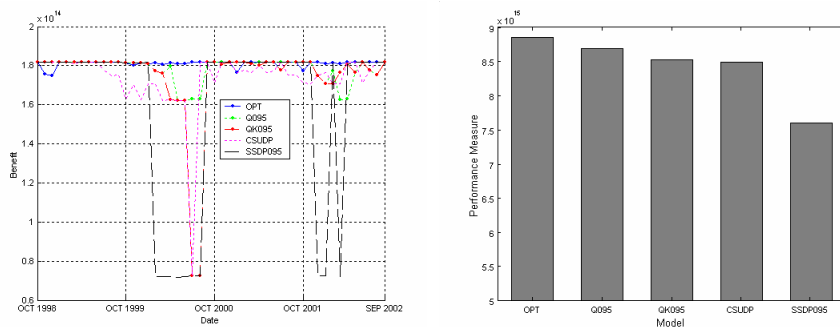 x 10^14
2
1.8
1.6
1.4
1.2
1
0.8
0.6
Benefit
OCT 1998
OCT 1999
OCT 2000
OCT 2001
SEP 2002
Date
OPT
Q095
QK095
CSUDP
SSDP095
x 10^15
9
8.5
8
7.5
7
6.5
6
5.5
5
Performance Measure
OPT
Q095
QK095
CSUDP
SSDP095
Model